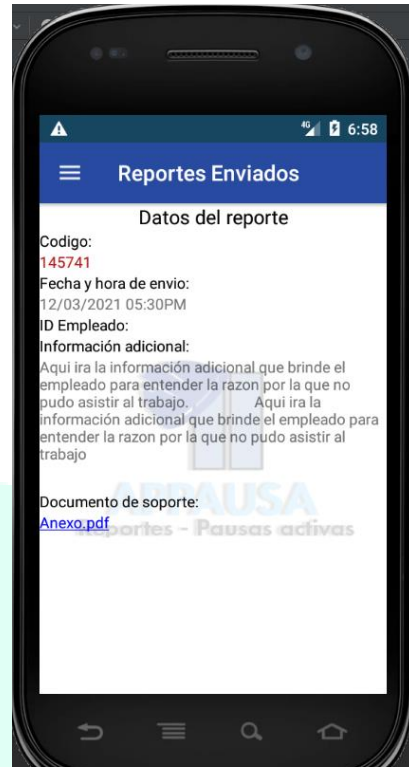 4G 6:58
Reportes Enviados
Datos del reporte
Codigo:
145741
Fecha y hora de envio:
12/03/2021 05:30PM
ID Empleado:
Información adicional:
Aqui ira la información adicional que brinde el
empleado para entender la razon por la que no
pudo asistir al trabajo. Aqui ira la
información adicional que brinde el empleado para
entender la razon por la que no pudo asistir al
trabajo
APPAUSA
Documento de soporte:
Anexo.pdf
Reportes - Pausas activas